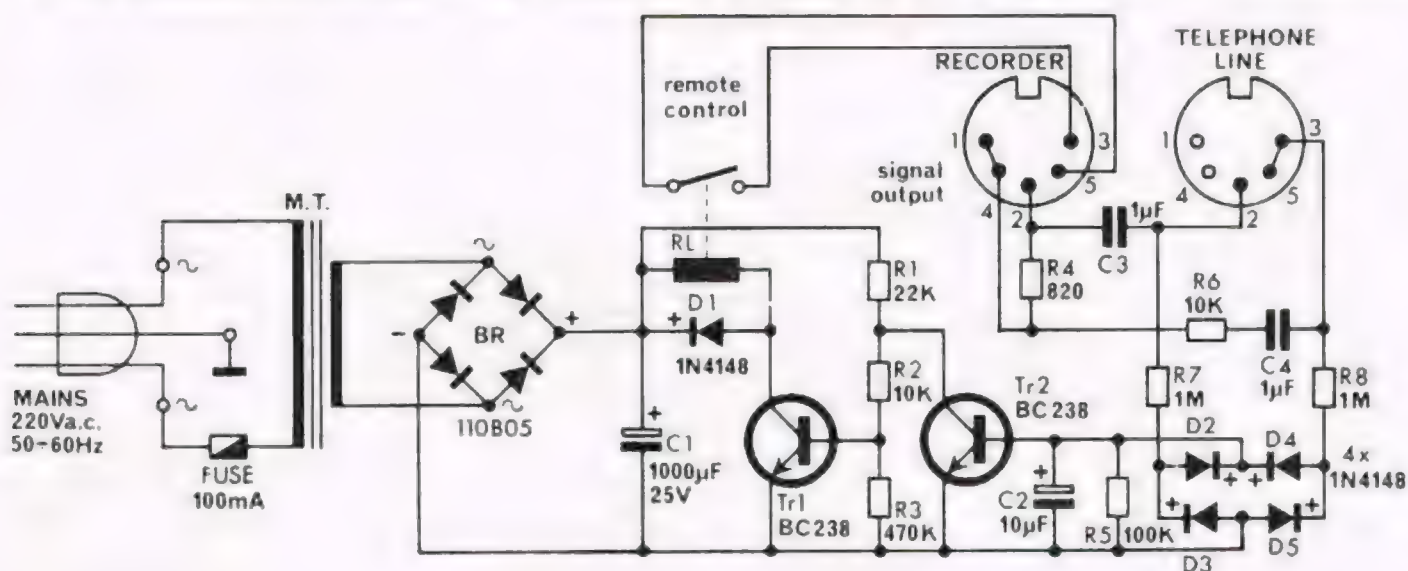 TELEPHONE
LINE
RECORDER
remote
control
1
3
4
2
5
1
3
4
2
5
signal
output
1µF
C3
M.T.
~
~
RL
D1
+
1N4148
R1
22K
R4
820
R6
10K
C4
1µF
R7
1M
R8
1M
MAINS
220Va.c.
50÷60Hz
FUSE
100mA
~
-
BR
+
~
110B05
R2
10K
Tr2
BC238
+
C1
1000µF
25V
Tr1
BC238
R3
470K
+
C2
10µF
R5
100K
D2
D4
+
+
4x
1N4148
+
+
D3
D5